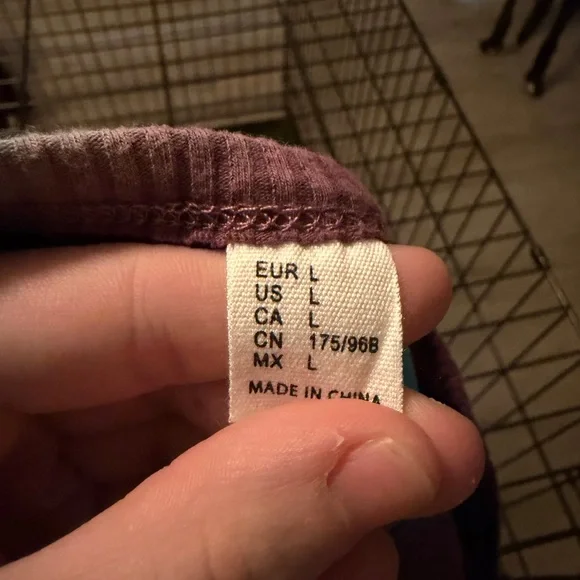 EUR L
US L
CA L
CN 175/96B
MX L
MADE IN CHINA